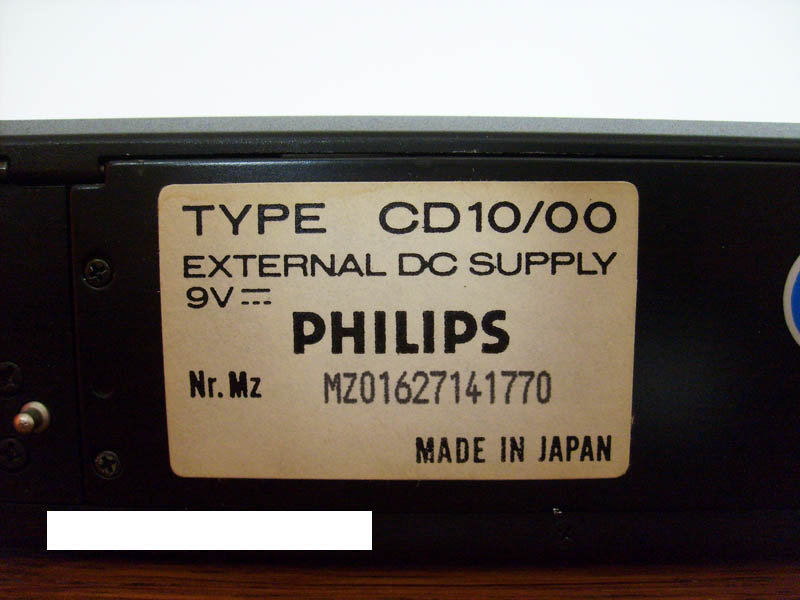 TYPE CD10/00
EXTERNAL DC SUPPLY
9V ⎓
PHILIPS
Nr. Mz MZ01627141770
MADE IN JAPAN